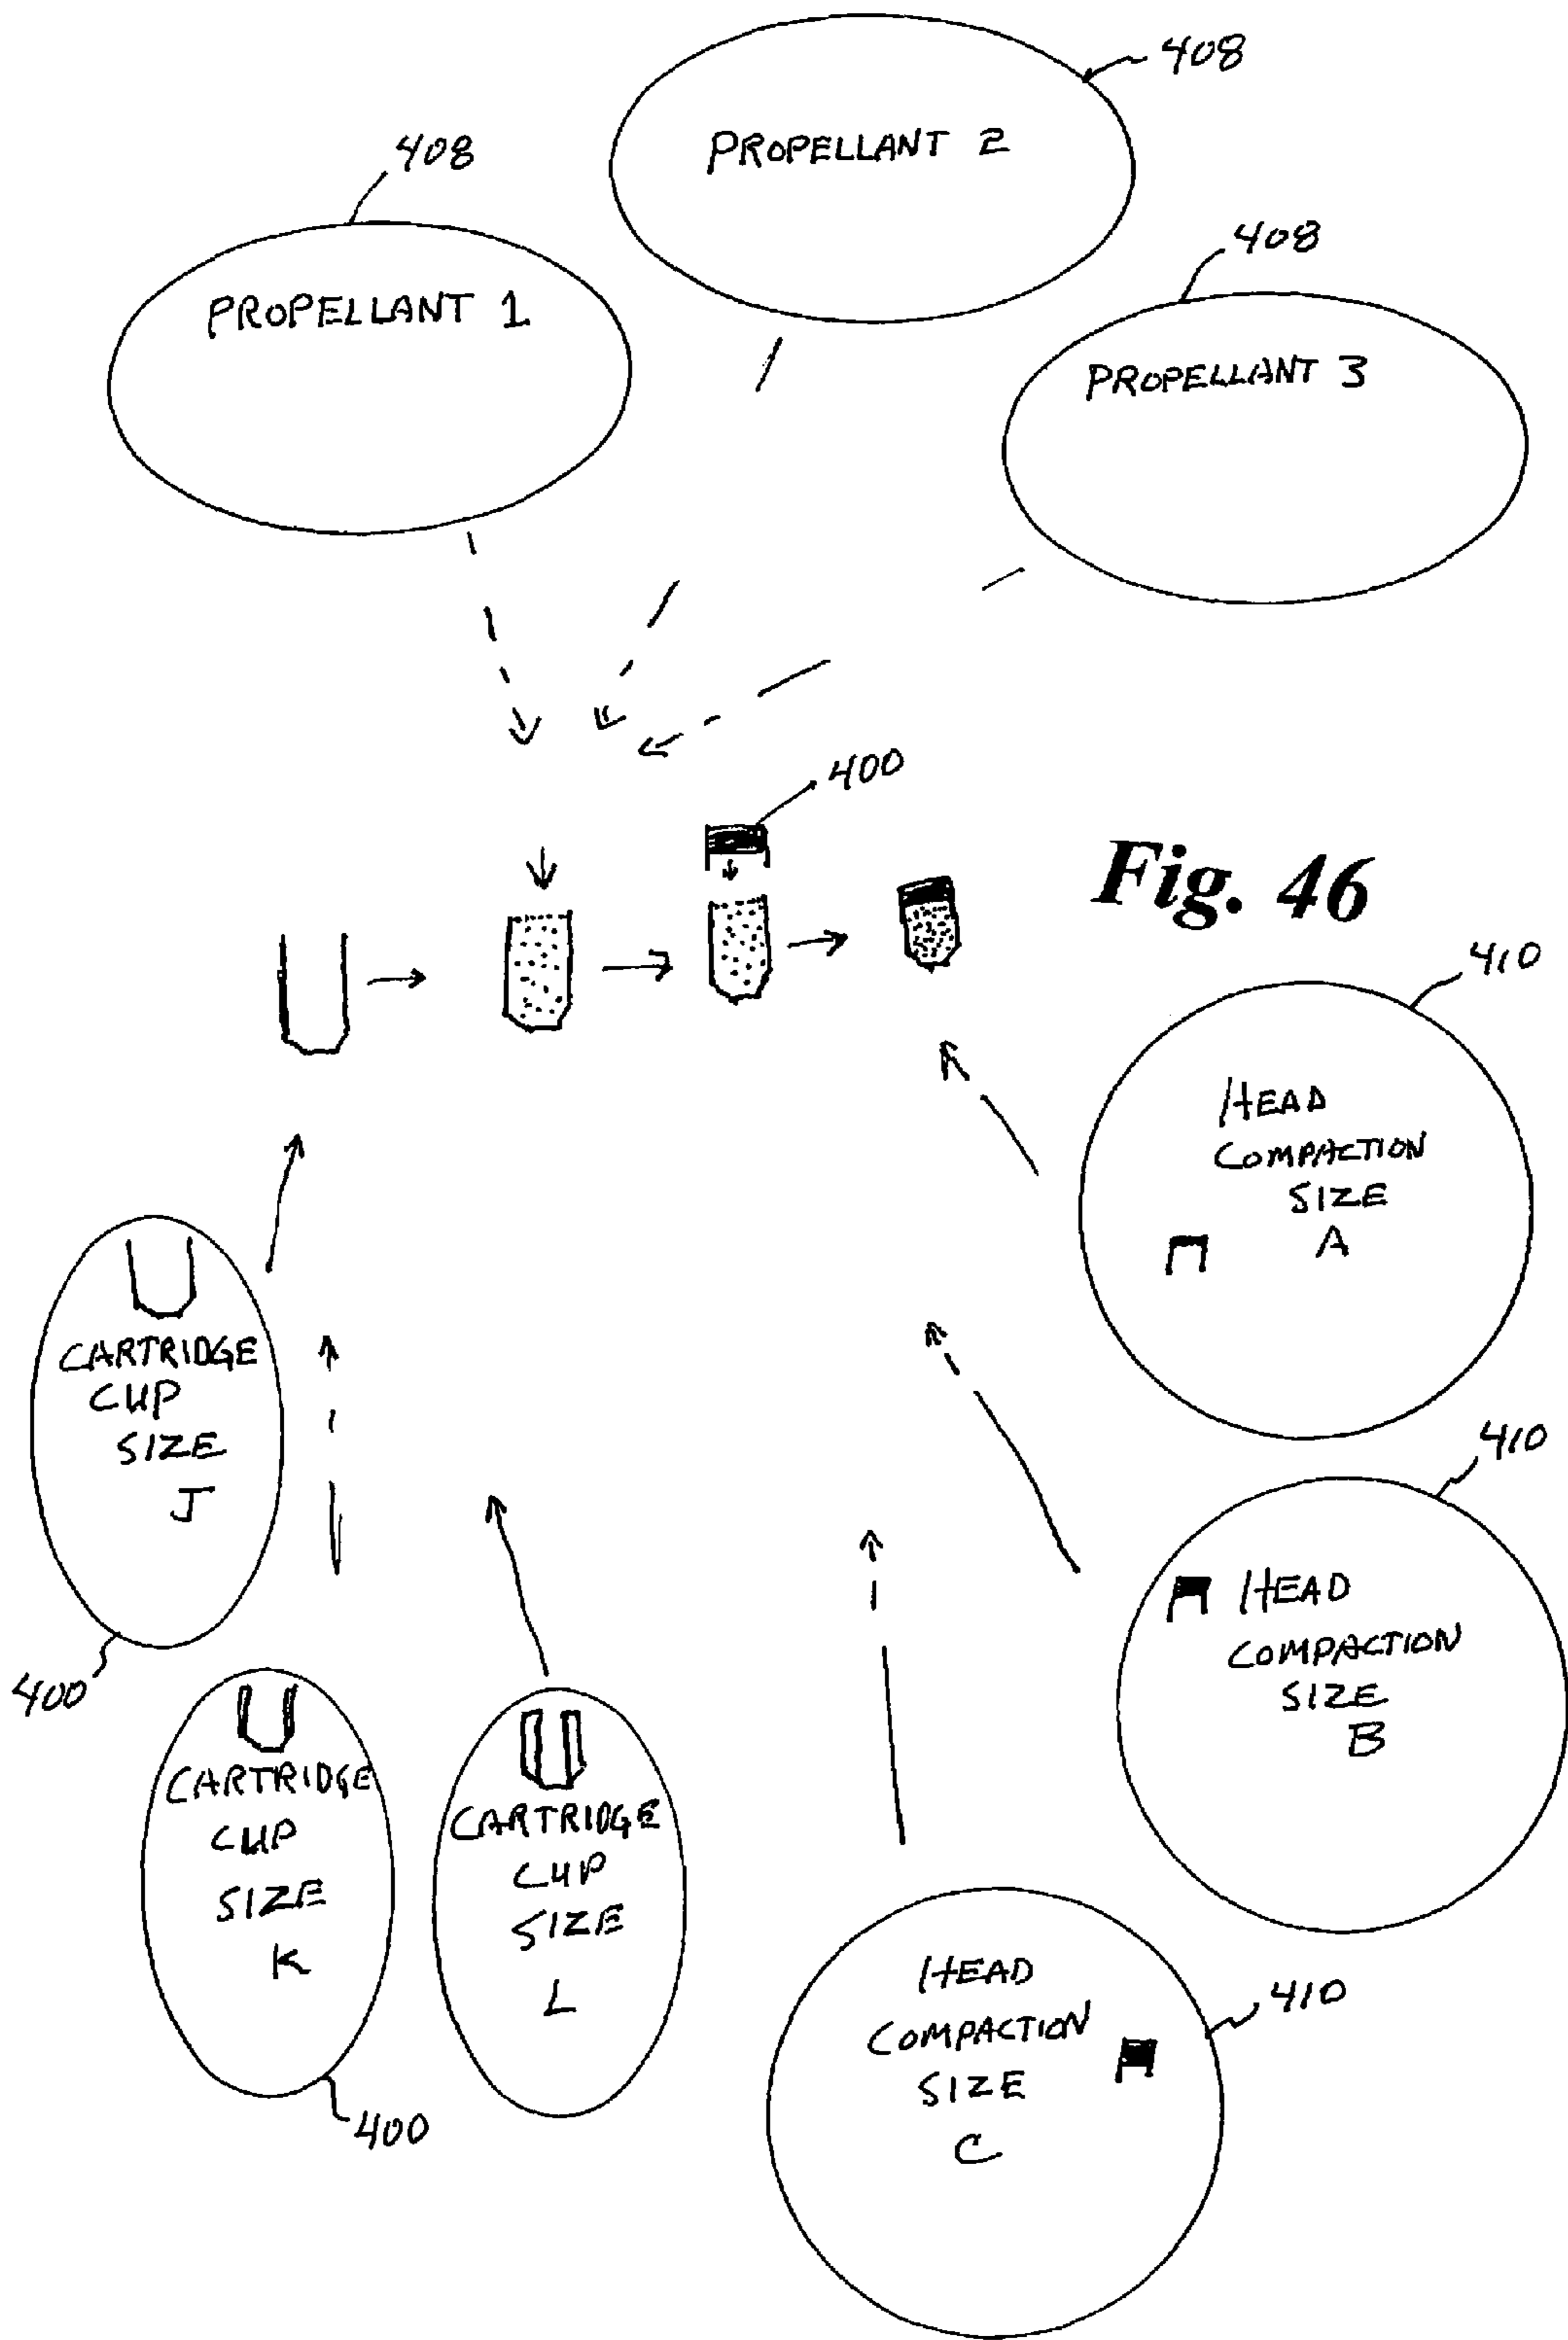 408
PROPELLANT 2
408
PROPELLANT 1
408
PROPELLANT 3
400
Fig. 46
410
HEAD
COMPACTION
SIZE
A
CARTRIDGE
CUP
SIZE
J
400
410
HEAD
COMPACTION
SIZE
B
CARTRIDGE
CUP
SIZE
K
400
CARTRIDGE
CUP
SIZE
L
410
HEAD
COMPACTION
SIZE
C